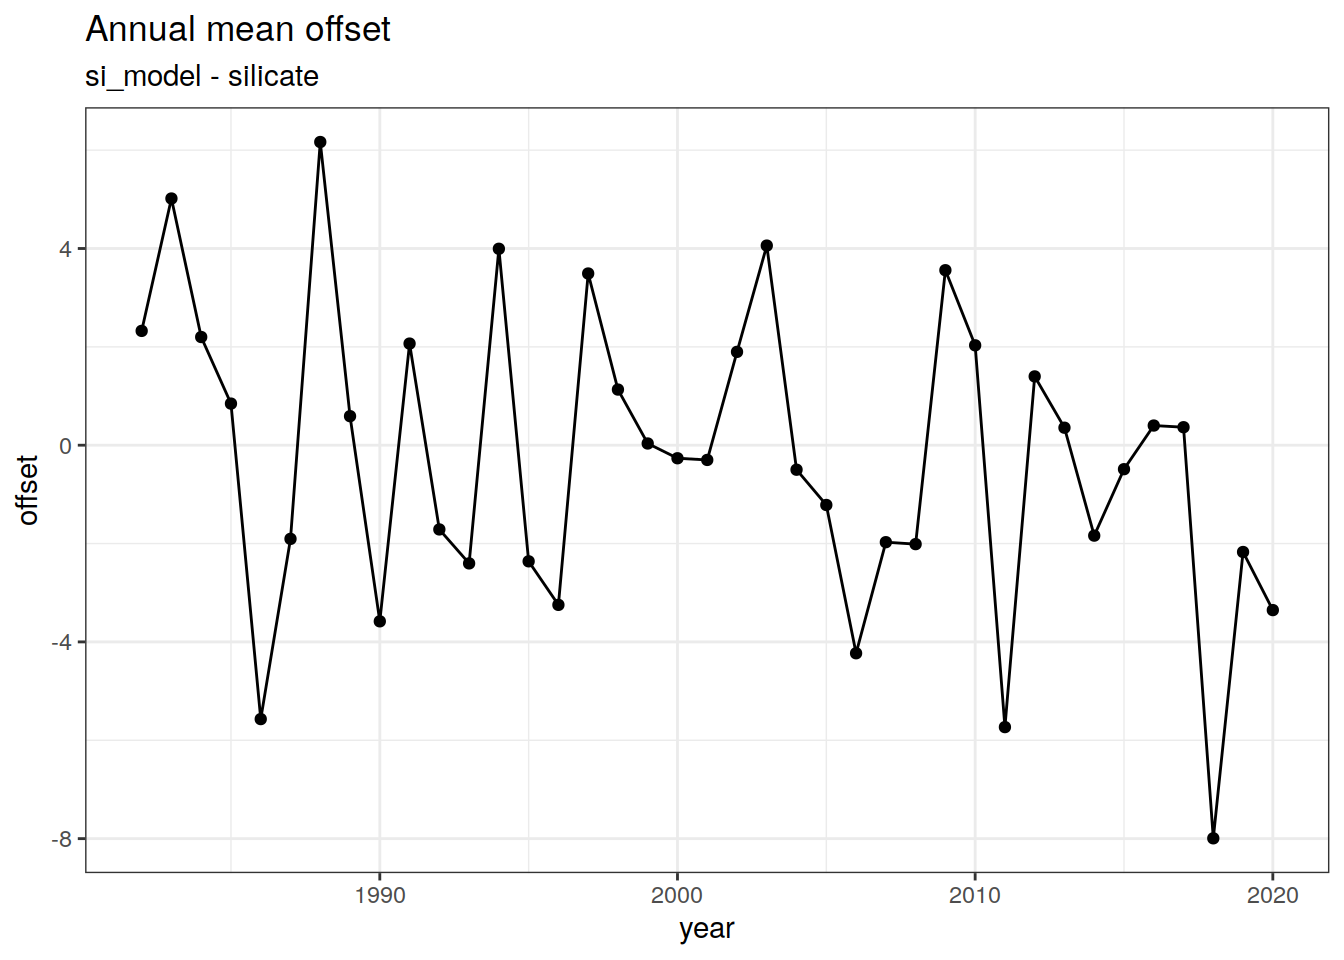 Annual mean offset
si_model - silicate
offset
4
0
-4
-8
1990
2000
2010
2020
year